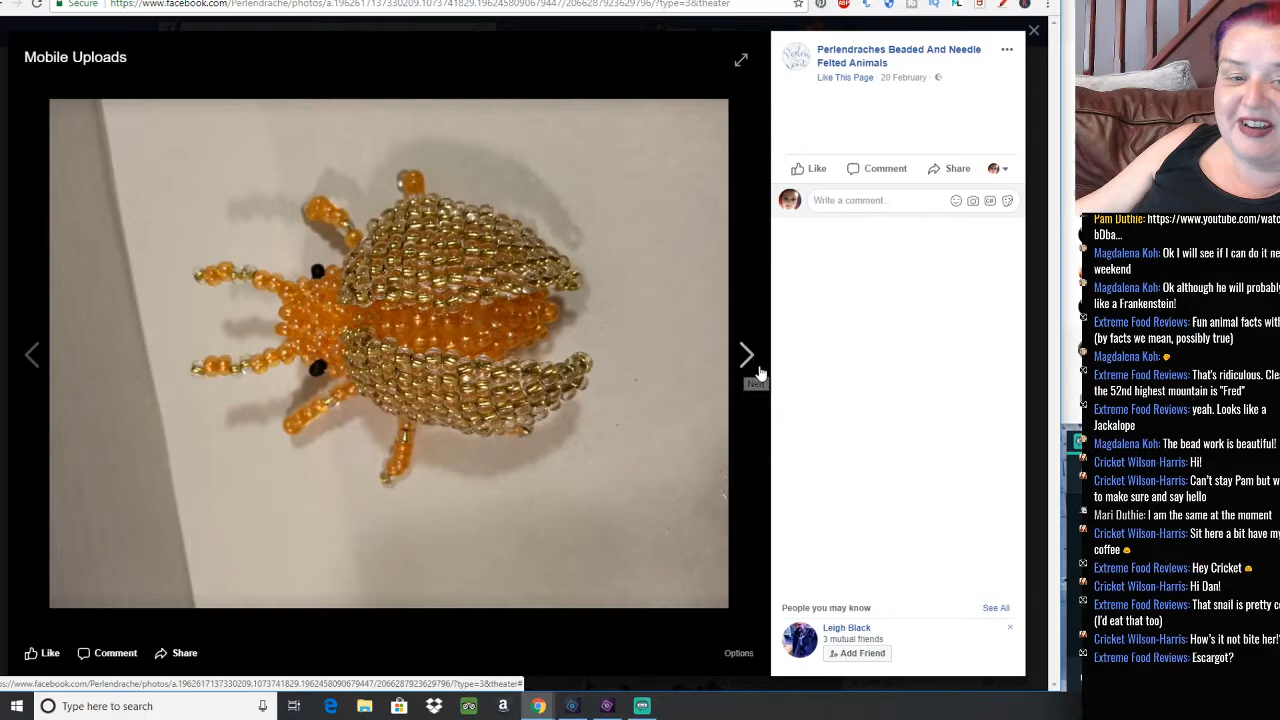 Secure
https://www.facebook.com/Perlendrache/photos/a.1962617137330209.1073741829.1962458090679447/2066287923629796/?type=3&theater
Mobile Uploads
Perlendraches Beaded And Needle
Felted Animals
Like This Page · 20 February ·
Like Comment Share
Write a comment...
Pam Duthie: https://www.youtube.com/watc
bDba...
Magdalena Koh: Ok I will see if I can do it ne
weekend
Magdalena Koh: Ok although he will probably
like a Frankenstein!
Extreme Food Reviews: Fun animal facts with
(by facts we mean, possibly true)
Magdalena Koh:
Extreme Food Reviews: That's ridiculous. Cle
the 52nd highest mountain is "Fred"
Extreme Food Reviews: yeah. Looks like a
Jackalope
Magdalena Koh: The bead work is beautiful!
Cricket Wilson-Harris: Hi!
Cricket Wilson-Harris: Can't stay Pam but w
to make sure and say hello
Mari Duthie: I am the same at the moment
Cricket Wilson-Harris: Sit here a bit have my
coffee
Extreme Food Reviews: Hey Cricket
Cricket Wilson-Harris: Hi Dan!
Extreme Food Reviews: That snail is pretty co
(I'd eat that too)
Cricket Wilson-Harris: How's it not bite her!
Extreme Food Reviews: Escargot?
People you may know See All
Leigh Black
3 mutual friends
Add Friend
Like Comment Share Options
https://www.facebook.com/Perlendrache/photos/a.1962617137330209.1073741829.1962458090679447/2066287923629796/?type=3&theater#
Type here to search